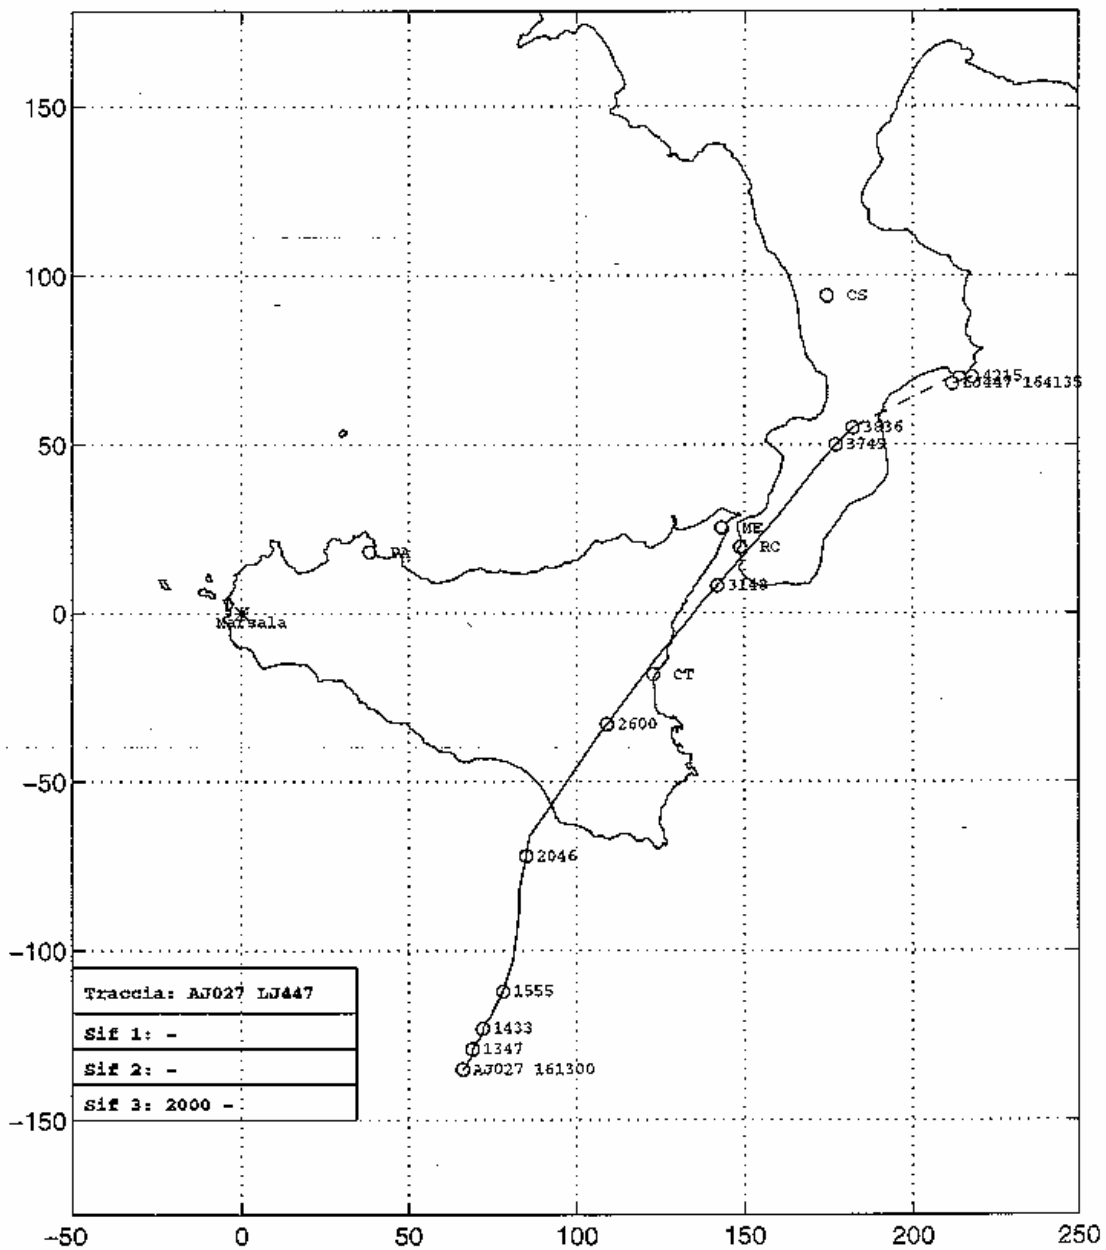 150
100
50
0
-50
-100
-150
CS
4215
LJ447 164135
3836
3749
ME
PA
RC
3148
Marsala
CT
2600
2046
1555
1433
1347
AJ027 161300
Traccia: AJ027 LJ447
Sif 1: -
Sif 2: -
Sif 3: 2000 -
-50 0 50 100 150 200 250